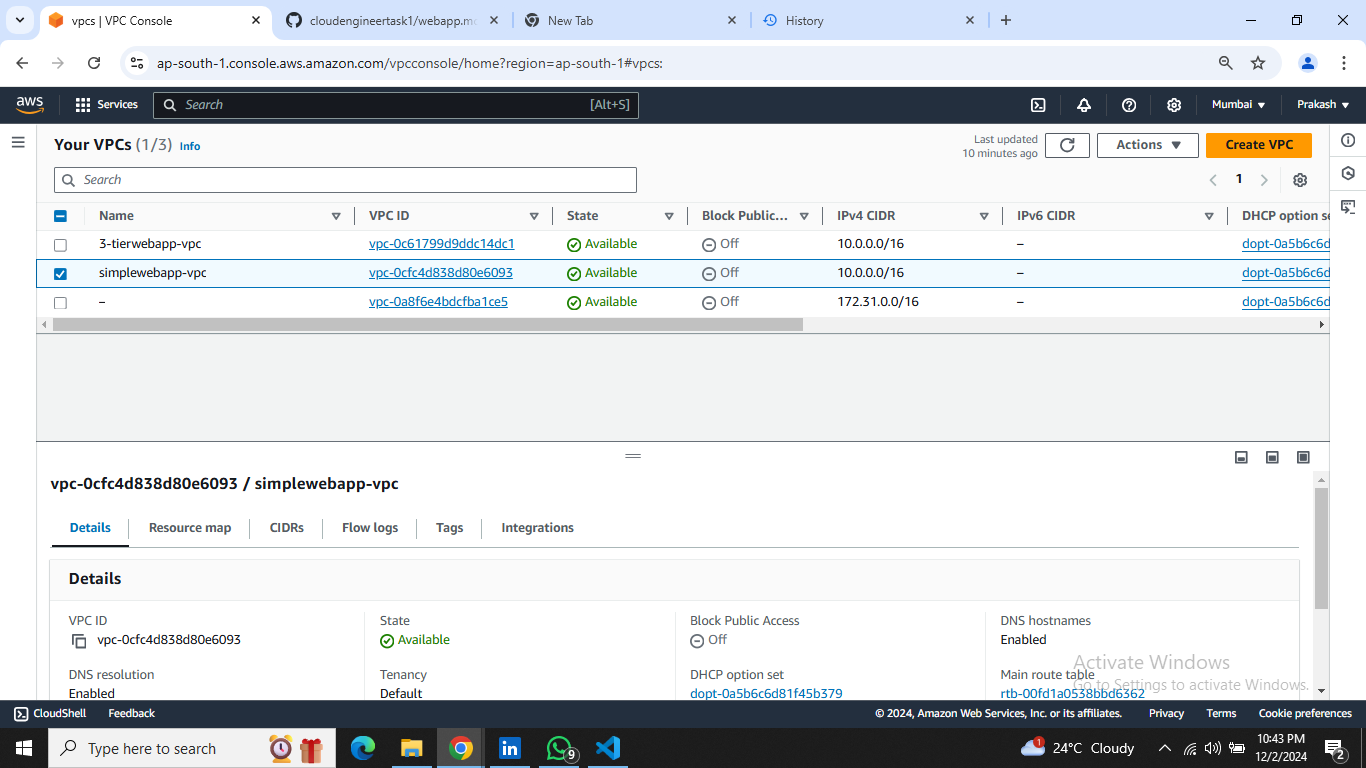 vpcs | VPC Console
cloudengineertask1/webapp.mc
New Tab
History
ap-south-1.console.aws.amazon.com/vpcconsole/home?region=ap-south-1#vpcs:
aws Services Search [Alt+S] Mumbai Prakash
Your VPCs (1/3) Info
Last updated
10 minutes ago
Actions
Create VPC
Search
1
Name VPC ID State Block Public... IPv4 CIDR IPv6 CIDR DHCP option se
3-tierwebapp-vpc vpc-0c61799d9ddc14dc1 Available Off 10.0.0.0/16 – dopt-0a5b6c6d
simplewebapp-vpc vpc-0cfc4d838d80e6093 Available Off 10.0.0.0/16 – dopt-0a5b6c6d
– vpc-0a8f6e4bdcfba1ce5 Available Off 172.31.0.0/16 – dopt-0a5b6c6d
vpc-0cfc4d838d80e6093 / simplewebapp-vpc
Details Resource map CIDRs Flow logs Tags Integrations
Details
VPC ID State Block Public Access DNS hostnames
vpc-0cfc4d838d80e6093 Available Off Enabled
DNS resolution Tenancy DHCP option set Main route table
Enabled Default dopt-0a5b6c6d81f45b379 rtb-00fd1a0538bbd6362
Activate Windows
Go to Settings to activate Windows.
CloudShell Feedback © 2024, Amazon Web Services, Inc. or its affiliates. Privacy Terms Cookie preferences
Type here to search
9
1
24°C Cloudy
10:43 PM
12/2/2024
2